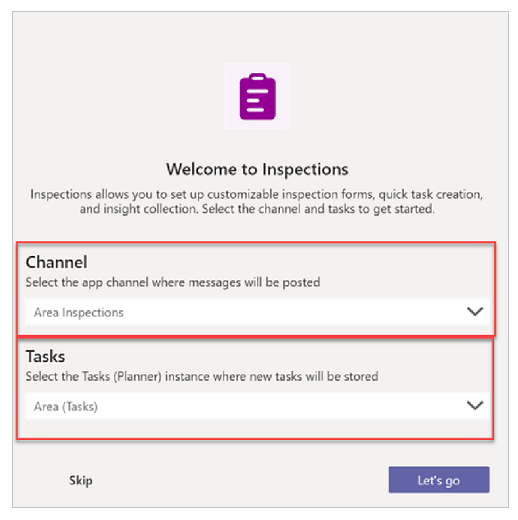 Welcome to Inspections
Inspections allows you to set up customizable inspection forms, quick task creation,
and insight collection. Select the channel and tasks to get started.
Channel
Select the app channel where messages will be posted
Area Inspections
Tasks
Select the Tasks (Planner) instance where new tasks will be stored
Area (Tasks)
Skip
Let's go